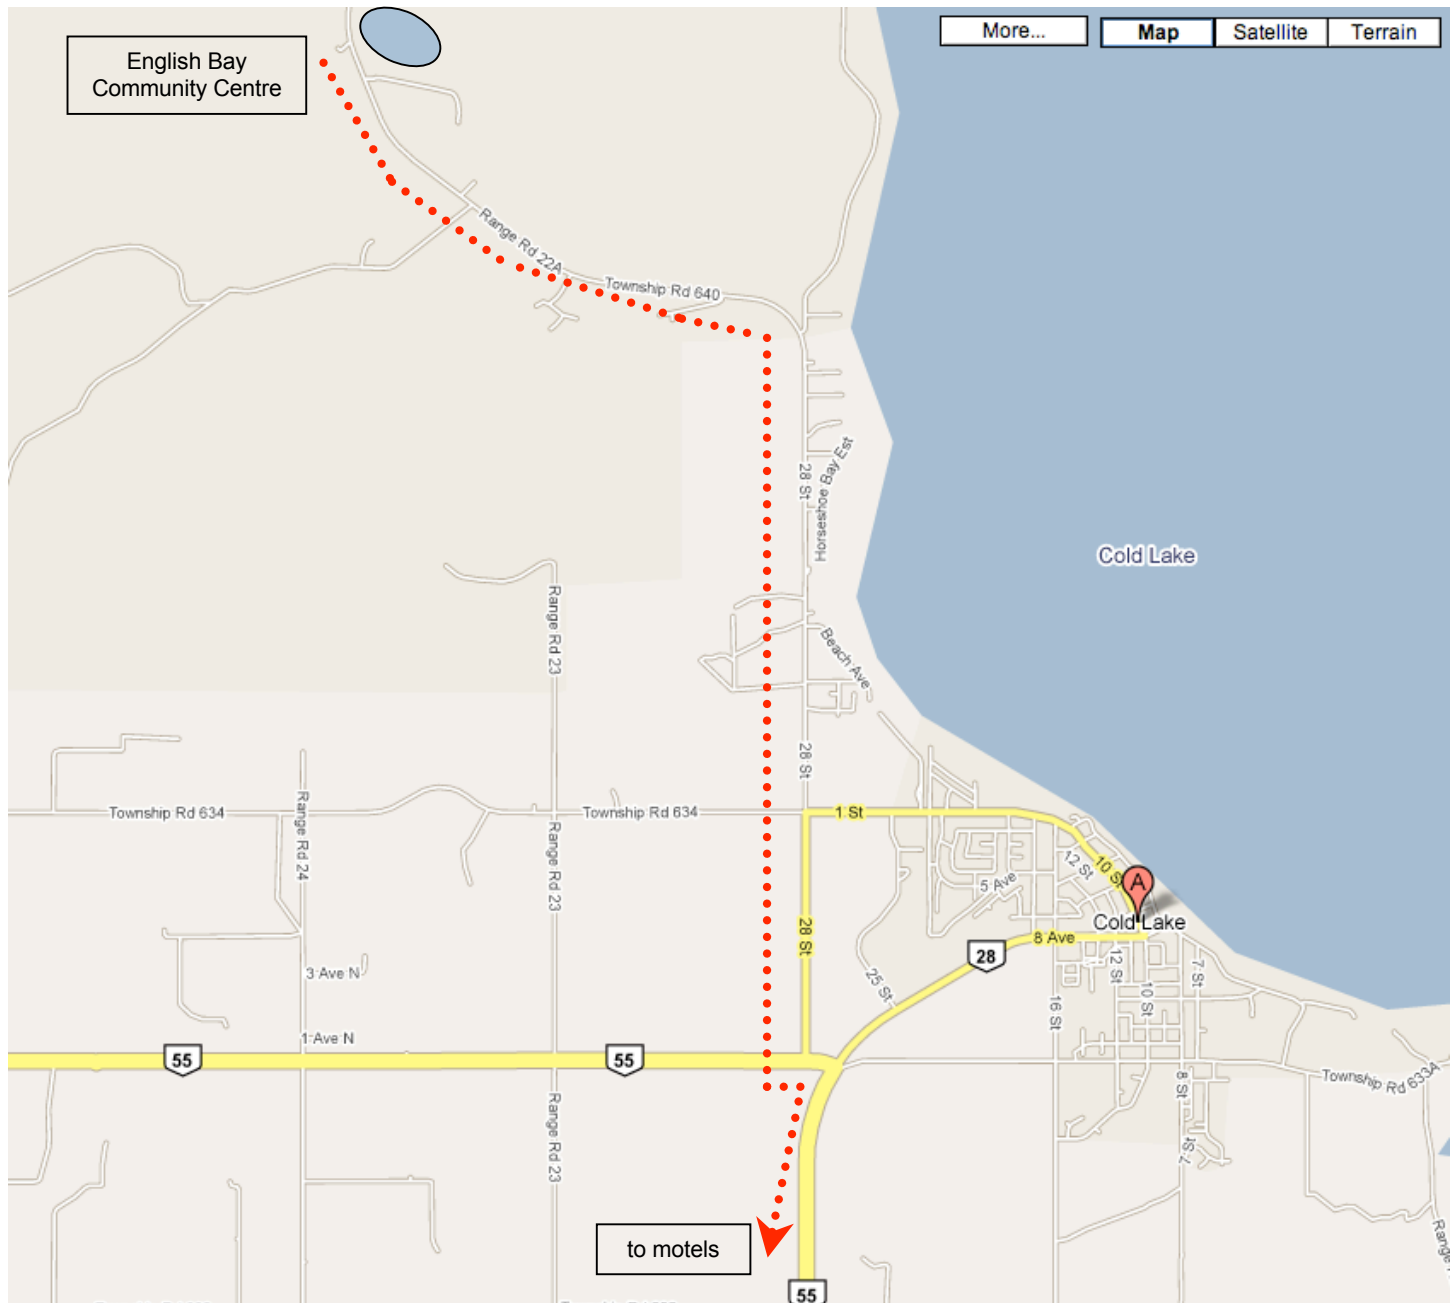 English Bay
Community Centre
More...
Map
Satellite
Terrain
Range Rd 22A
Township Rd 640
28 St
Horseshoe Bay Est
Cold Lake
Range Rd 23
Beach Ave
28 St
Township Rd 634
Range Rd 24
Township Rd 634
Range Rd 23
1 St
12 St
10 St
5 Ave
A
Cold Lake
28 St
8 Ave
28
25 St
12 St
10 St
7 St
16 St
3 Ave N
1 Ave N
55
55
Range Rd 23
8 St
Township Rd 633A
7 St
to motels
55